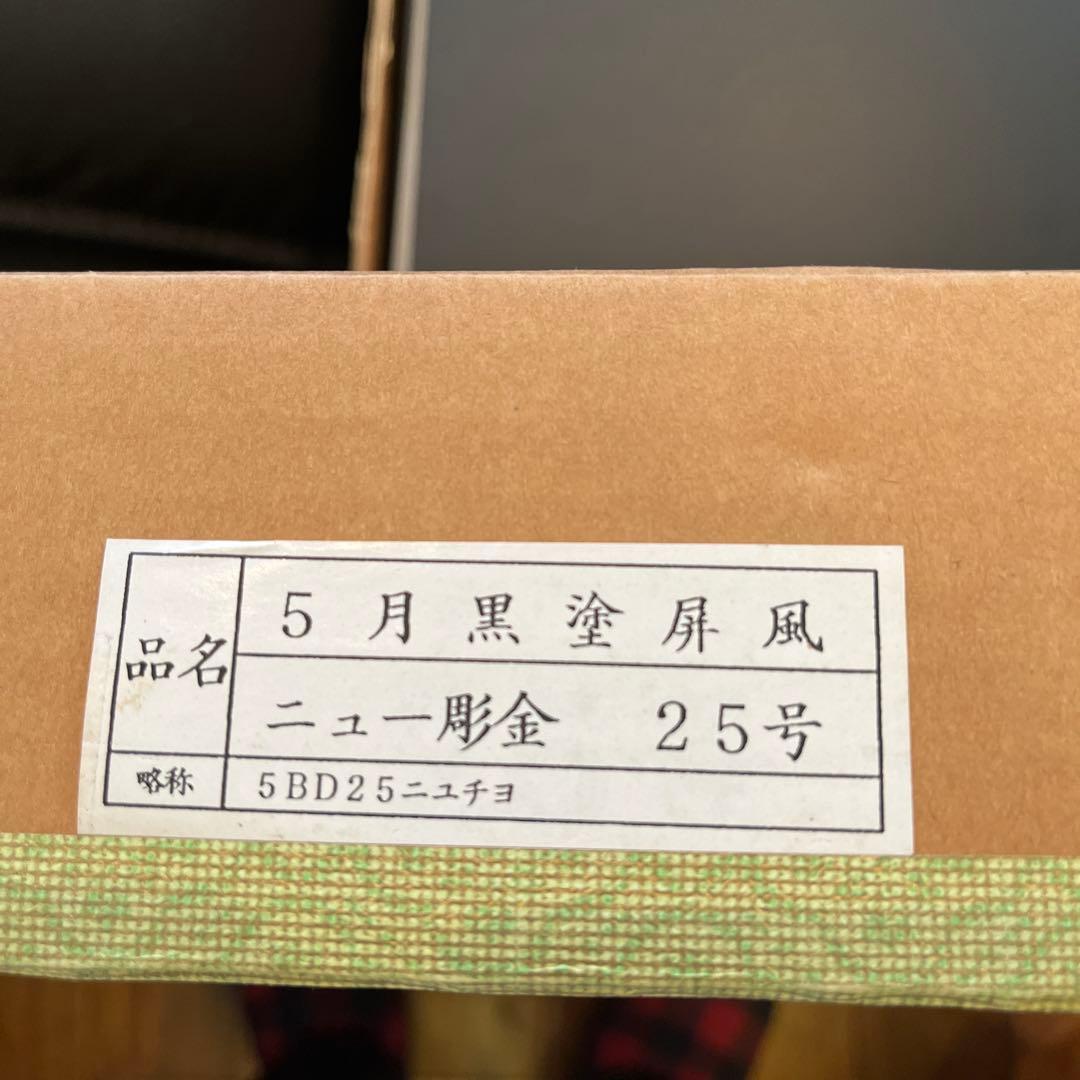 品名
5月黒塗屏風
ニュー彫金 25号
略称
5BD25ニユチヨ